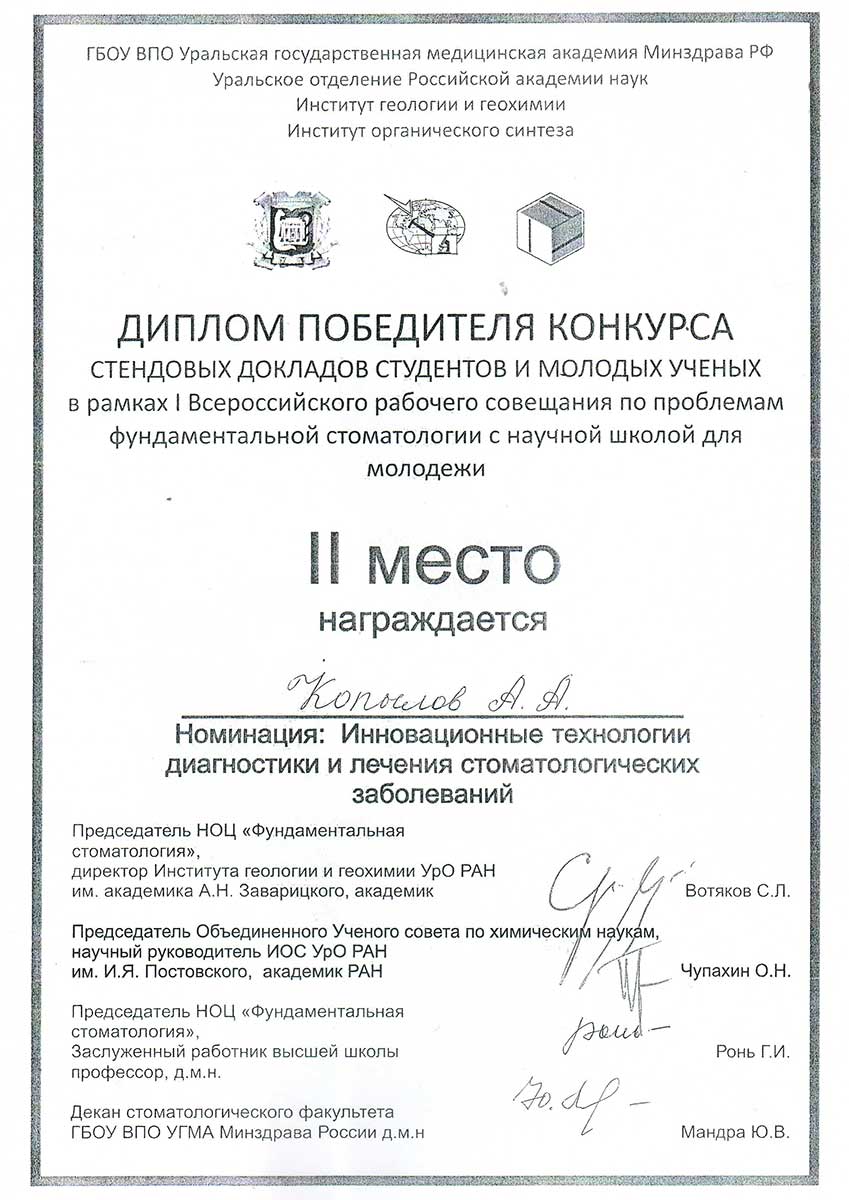 ГБОУ ВПО Уральская государственная медицинская академия Минздрава РФ
Уральское отделение Российской академии наук
Институт геологии и геохимии
Институт органического синтеза
ДИПЛОМ ПОБЕДИТЕЛЯ КОНКУРСА
СТЕНДОВЫХ ДОКЛАДОВ СТУДЕНТОВ И МОЛОДЫХ УЧЕНЫХ
в рамках I Всероссийского рабочего совещания по проблемам
фундаментальной стоматологии с научной школой для
молодежи
II место
награждается
Копылов А. А.
Номинация: Инновационные технологии
диагностики и лечения стоматологических
заболеваний
Председатель НОЦ «Фундаментальная
стоматология»,
директор Института геологии и геохимии УрО РАН
им. академика А.Н. Заварицкого, академик Вотяков С.Л.
Председатель Объединенного Ученого совета по химическим наукам,
научный руководитель ИОС УрО РАН
им. И.Я. Постовского, академик РАН Чупахин О.Н.
Председатель НОЦ «Фундаментальная
стоматология»,
Заслуженный работник высшей школы Ронь Г.И.
профессор, д.м.н.
Декан стоматологического факультета
ГБОУ ВПО УГМА Минздрава России д.м.н Мандра Ю.В.